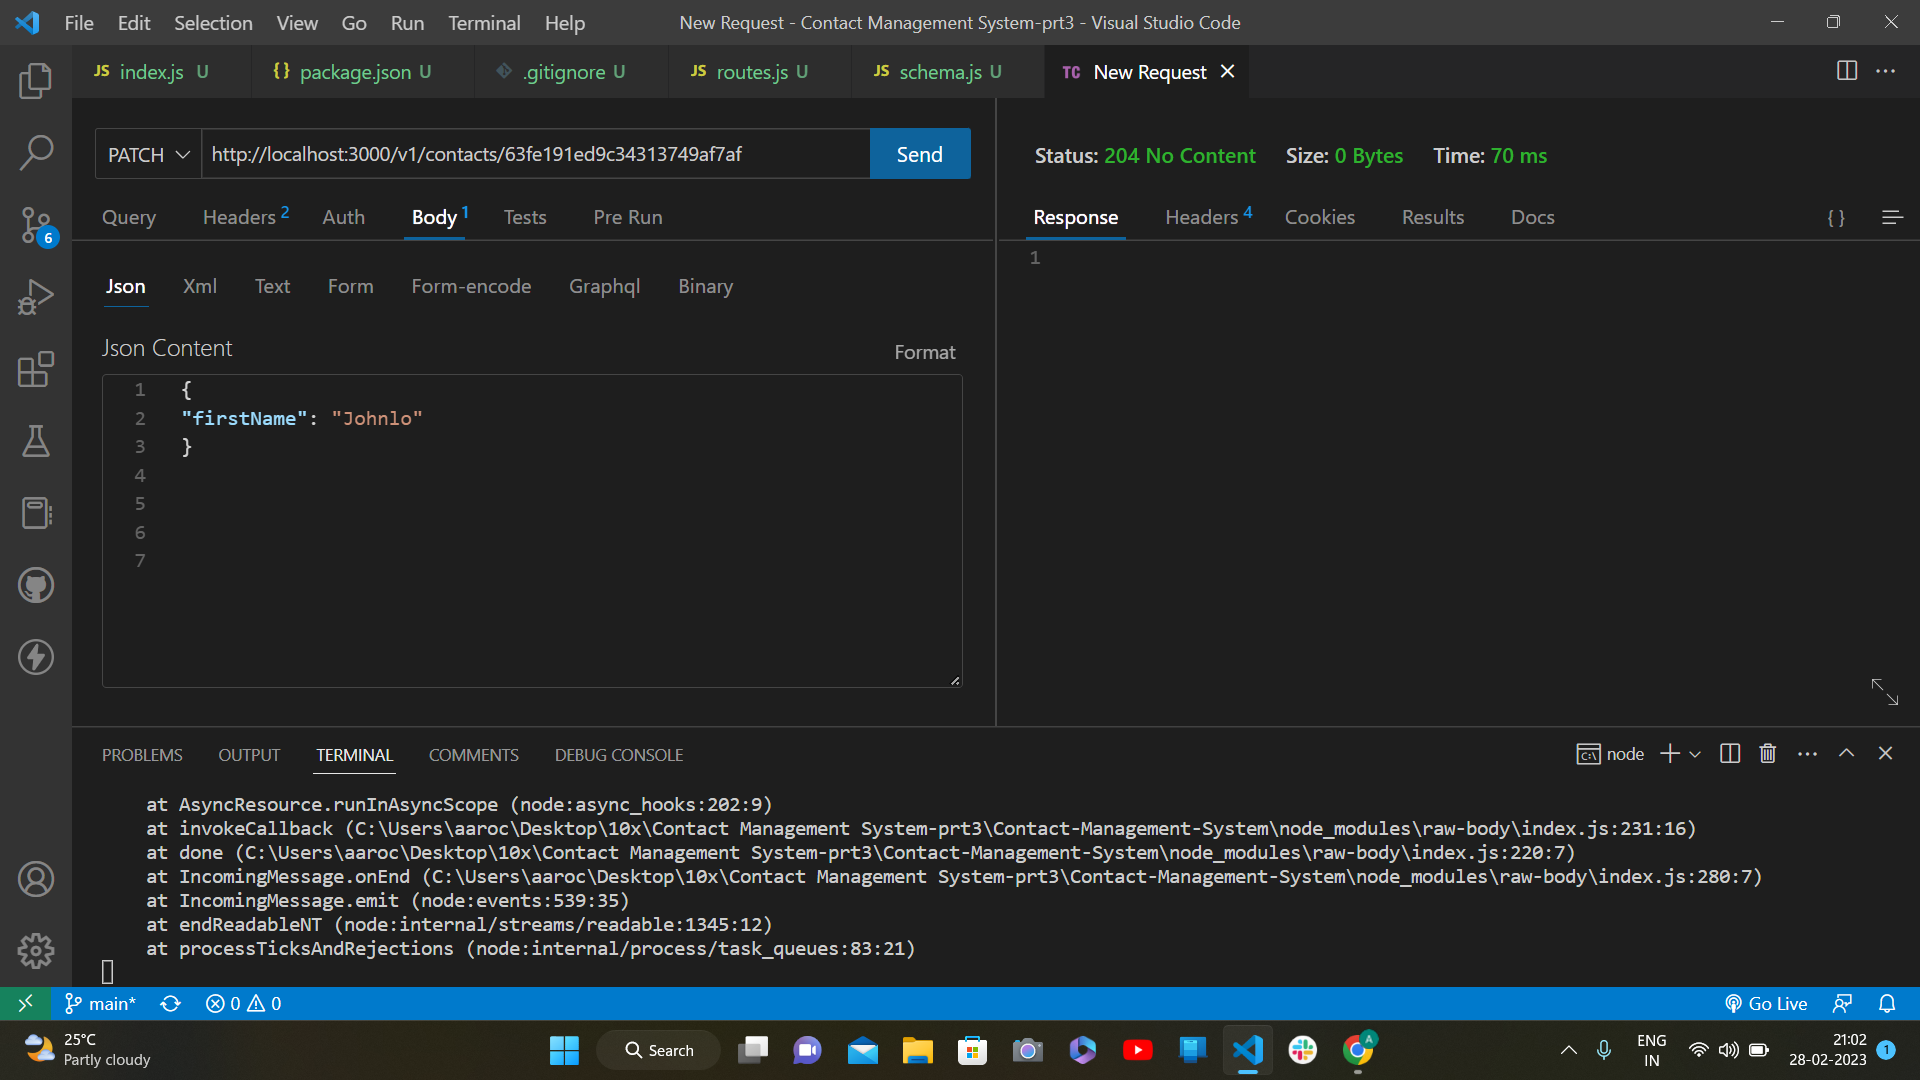 File Edit Selection View Go Run Terminal Help New Request - Contact Management System-prt3 - Visual Studio Code
JS index.js U {} package.json U .gitignore U JS routes.js U JS schema.js U TC New Request
PATCH http://localhost:3000/v1/contacts/63fe191ed9c34313749af7af Send
Status: 204 No Content Size: 0 Bytes Time: 70 ms
Query Headers 2 Auth Body 1 Tests Pre Run
Response Headers 4 Cookies Results Docs {}
1
Json Xml Text Form Form-encode Graphql Binary
Json Content
Format
1 {
2 "firstName": "Johnlo"
3 }
4
5
6
7
6
PROBLEMS OUTPUT TERMINAL COMMENTS DEBUG CONSOLE node
at AsyncResource.runInAsyncScope (node:async_hooks:202:9)
at invokeCallback (C:\Users\aaroc\Desktop\10x\Contact Management System-prt3\Contact-Management-System\node_modules\raw-body\index.js:231:16)
at done (C:\Users\aaroc\Desktop\10x\Contact Management System-prt3\Contact-Management-System\node_modules\raw-body\index.js:220:7)
at IncomingMessage.onEnd (C:\Users\aaroc\Desktop\10x\Contact Management System-prt3\Contact-Management-System\node_modules\raw-body\index.js:280:7)
at IncomingMessage.emit (node:events:539:35)
at endReadableNT (node:internal/streams/readable:1345:12)
at processTicksAndRejections (node:internal/process/task_queues:83:21)
main* 0 0 Go Live
25°C
Partly cloudy
Search
A
ENG
IN
21:02
28-02-2023
1